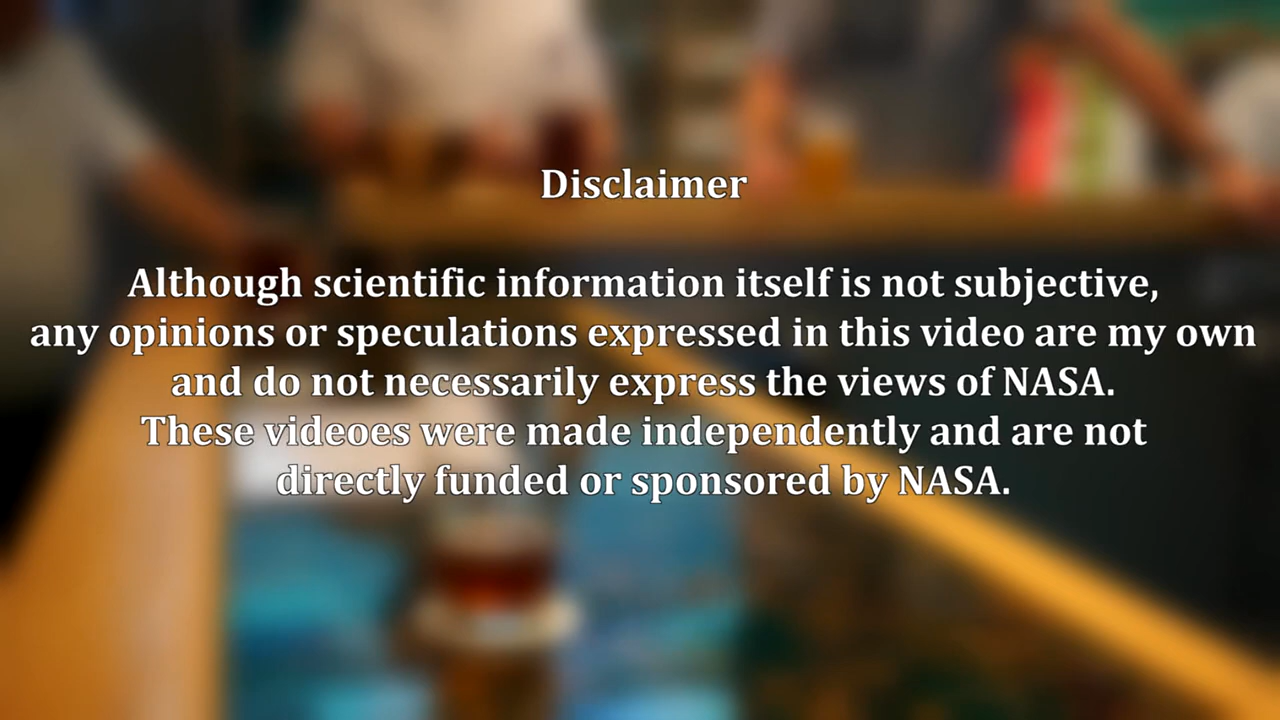 Disclaimer
Although scientific information itself is not subjective,
any opinions or speculations expressed in this video are my own
and do not necessarily express the views of NASA.
These videoes were made independently and are not
directly funded or sponsored by NASA.